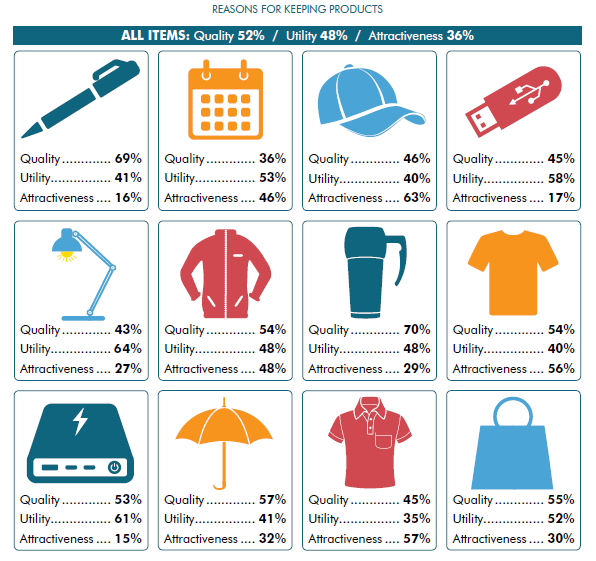 REASONS FOR KEEPING PRODUCTS
ALL ITEMS: Quality 52% / Utility 48% / Attractiveness 36%
Quality ............. 69%
Utility................ 41%
Attractiveness .... 16%
Quality ............. 36%
Utility................ 53%
Attractiveness .... 46%
Quality ............. 46%
Utility................ 40%
Attractiveness .... 63%
Quality ............. 45%
Utility................ 58%
Attractiveness .... 17%
Quality ............. 43%
Utility................ 64%
Attractiveness .... 27%
Quality ............. 54%
Utility................ 48%
Attractiveness .... 48%
Quality ............. 70%
Utility................ 48%
Attractiveness .... 29%
Quality ............. 54%
Utility................ 40%
Attractiveness .... 56%
Quality ............. 53%
Utility................ 61%
Attractiveness .... 15%
Quality ............. 57%
Utility................ 41%
Attractiveness .... 32%
Quality ............. 45%
Utility................ 35%
Attractiveness .... 57%
Quality ............. 55%
Utility................ 52%
Attractiveness .... 30%